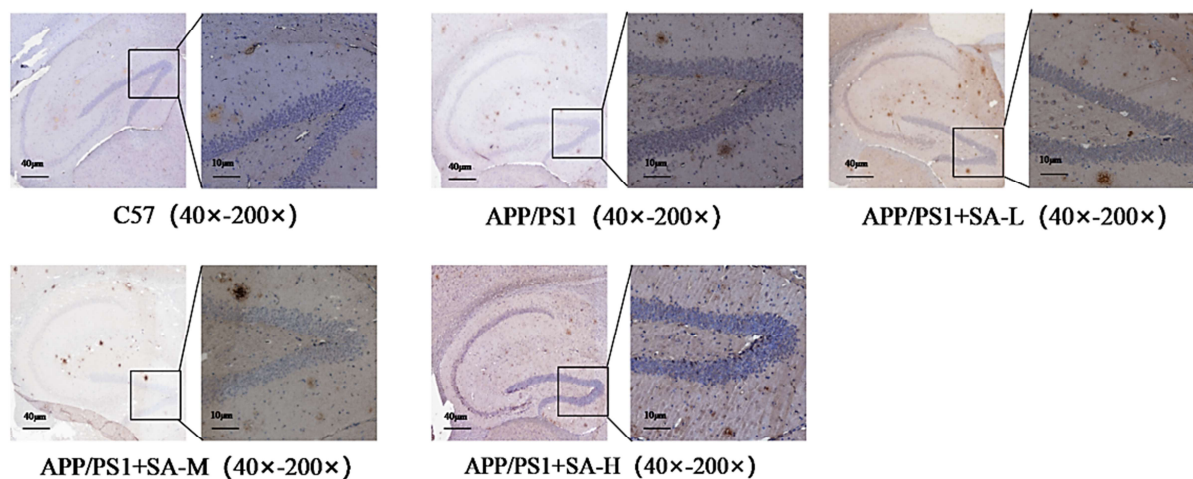 40μm
10μm
40μm
10μm
40μm
10μm
C57 (40×-200×)
APP/PS1 (40×-200×)
APP/PS1+SA-L (40×-200×)
40μm
10μm
40μm
10μm
APP/PS1+SA-M (40×-200×)
APP/PS1+SA-H (40×-200×)